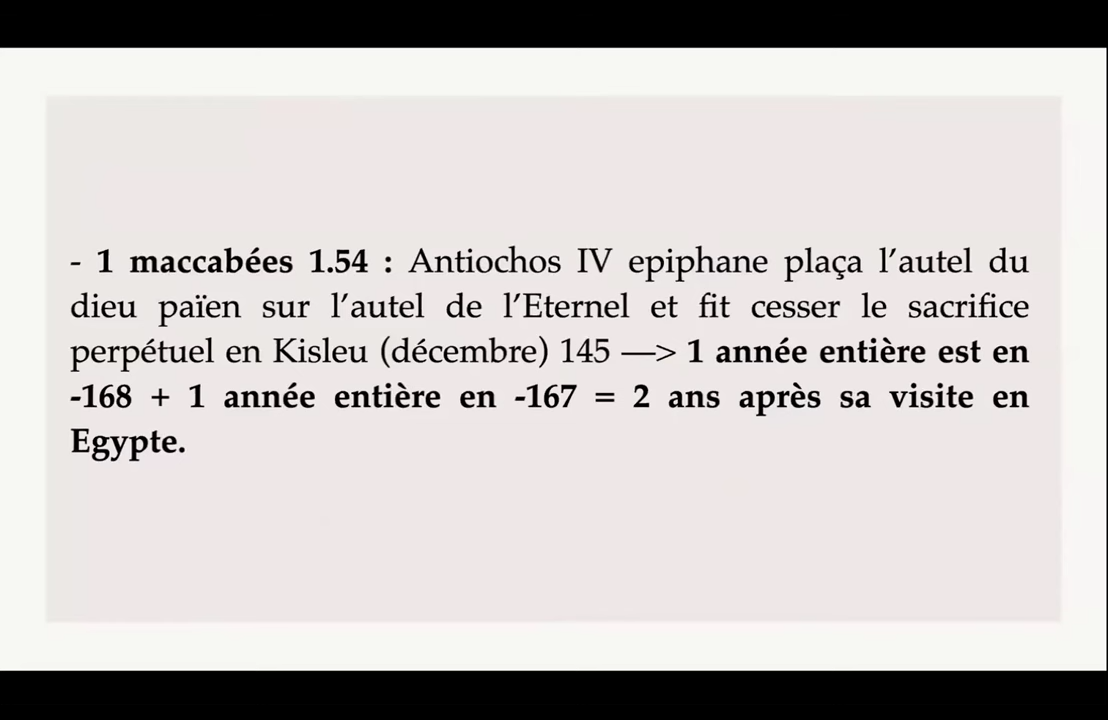 - 1 maccabées 1.54 : Antiochos IV epiphane plaça l’autel du
dieu païen sur l’autel de l’Eternel et fit cesser le sacrifice
perpétuel en Kisleu (décembre) 145 —> 1 année entière est en
-168 + 1 année entière en -167 = 2 ans après sa visite en
Egypte.